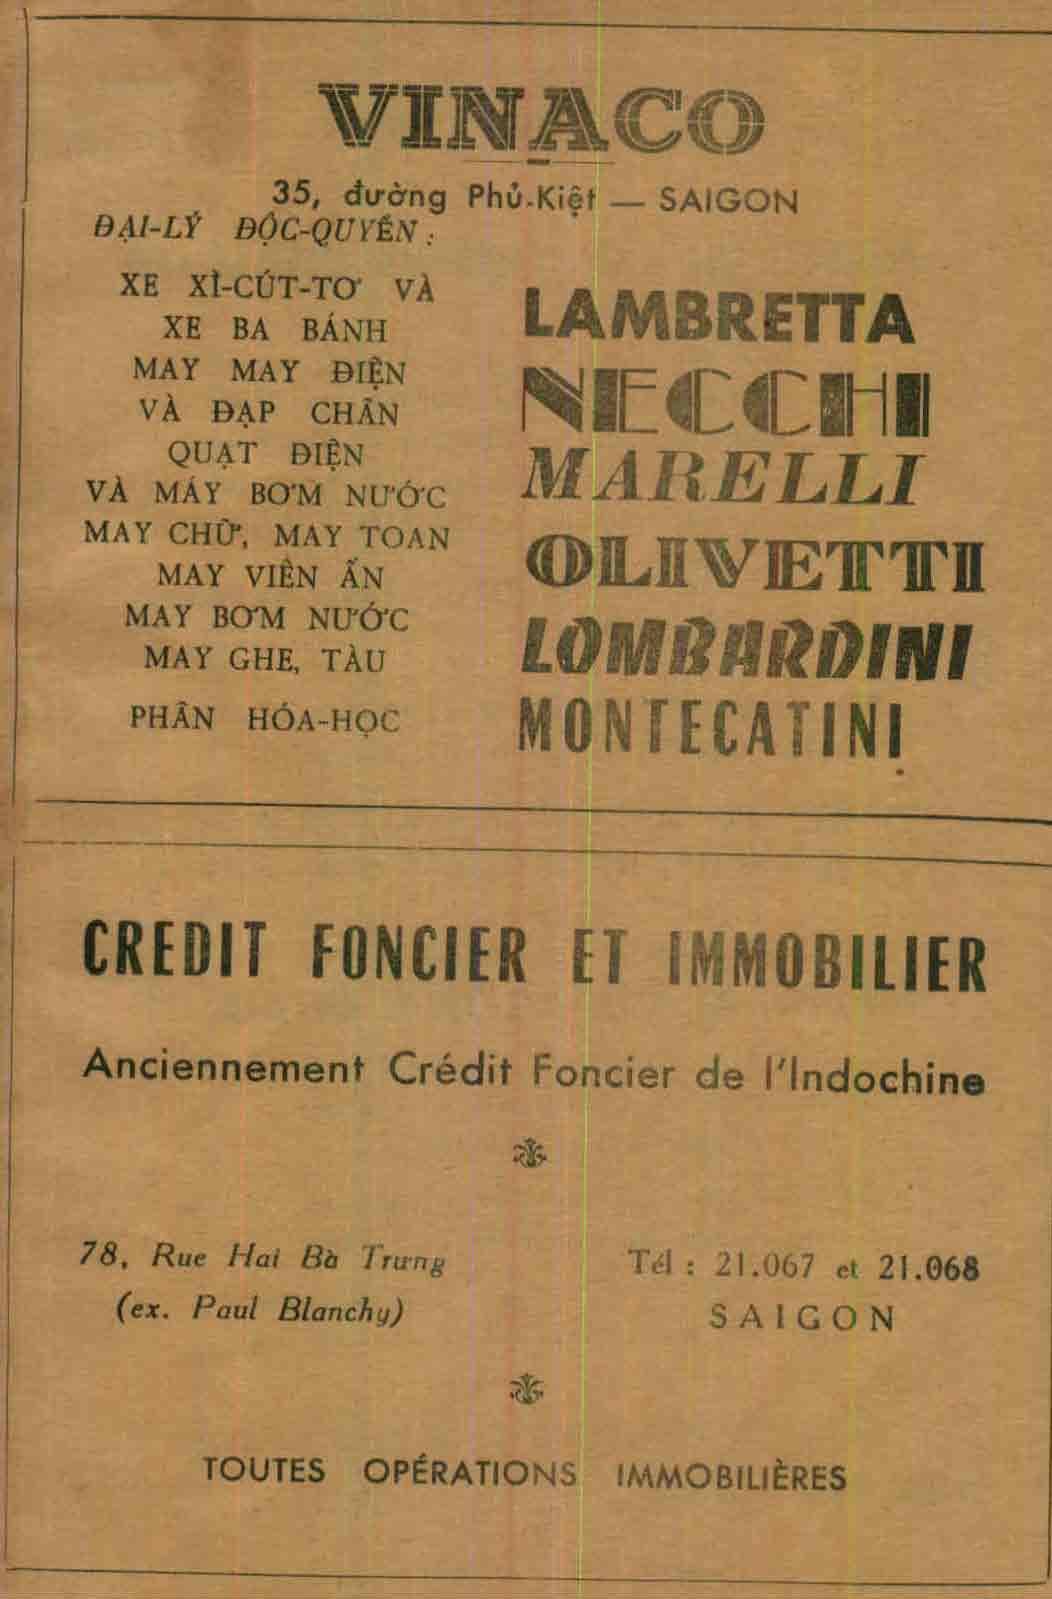 VINACO
35, đường Phủ-Kiệt — SAIGON
ĐẠI-LÝ ĐỘC-QUYỀN :
XE XÌ-CÚT-TƠ VÀ
XE BA BÁNH
LAMBRETTA
MAY MAY ĐIỆN
VÀ ĐẠP CHÂN
NECCHI
QUẠT ĐIỆN
VÀ MÁY BƠM NƯỚC
MARELLI
MAY CHỮ, MAY TOAN
MAY VIÊN ẤN
OLIVETTI
MAY BƠM NƯỚC
MAY GHE, TÀU
LOMBARDINI
PHÂN HÓA-HỌC
MONTECATINI
CREDIT FONCIER ET IMMOBILIER
Anciennement Crédit Foncier de l'Indochine
78, Rue Hai Bà Trưng
(ex. Paul Blanchy)
Tél : 21.067 et 21.068
SAIGON
TOUTES OPÉRATIONS IMMOBILIÈRES